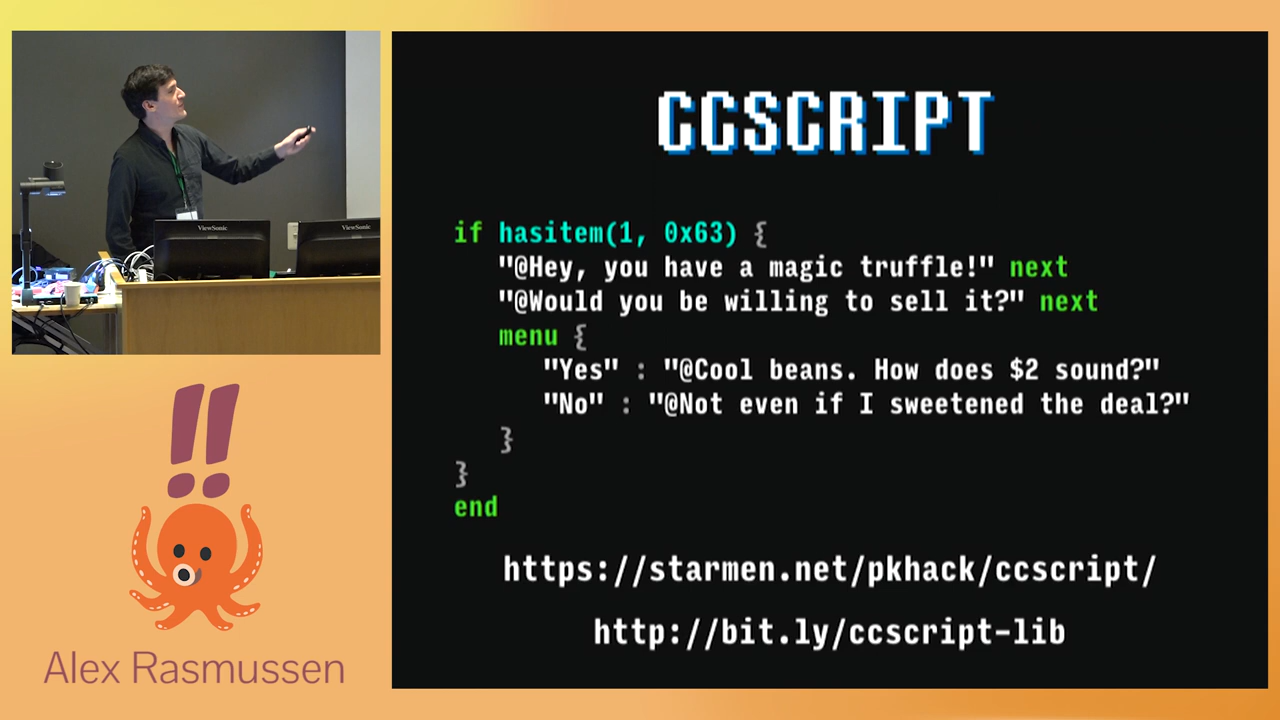 ViewSonic
ViewSonic
!!
Alex Rasmussen
CCSCRIPT
if hasitem(1, 0x63) {
"@Hey, you have a magic truffle!" next
"@Would you be willing to sell it?" next
menu {
"Yes" : "@Cool beans. How does $2 sound?"
"No" : "@Not even if I sweetened the deal?"
}
}
end
https://starmen.net/pkhack/ccscript/
http://bit.ly/ccscript-lib